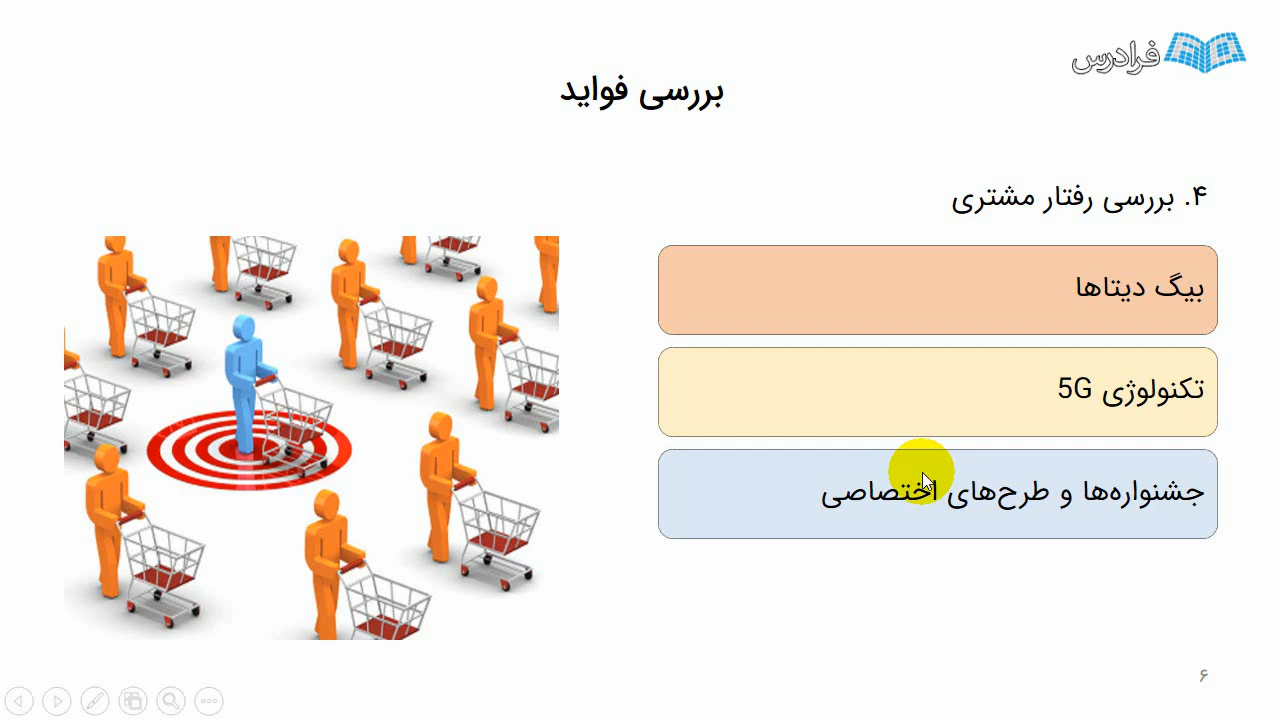 فرادرس
بررسی فواید
۴. بررسی رفتار مشتری
بیگ دیتاها
تکنولوژی 5G
جشنواره‌ها و طرح‌های اختصاصی
۶